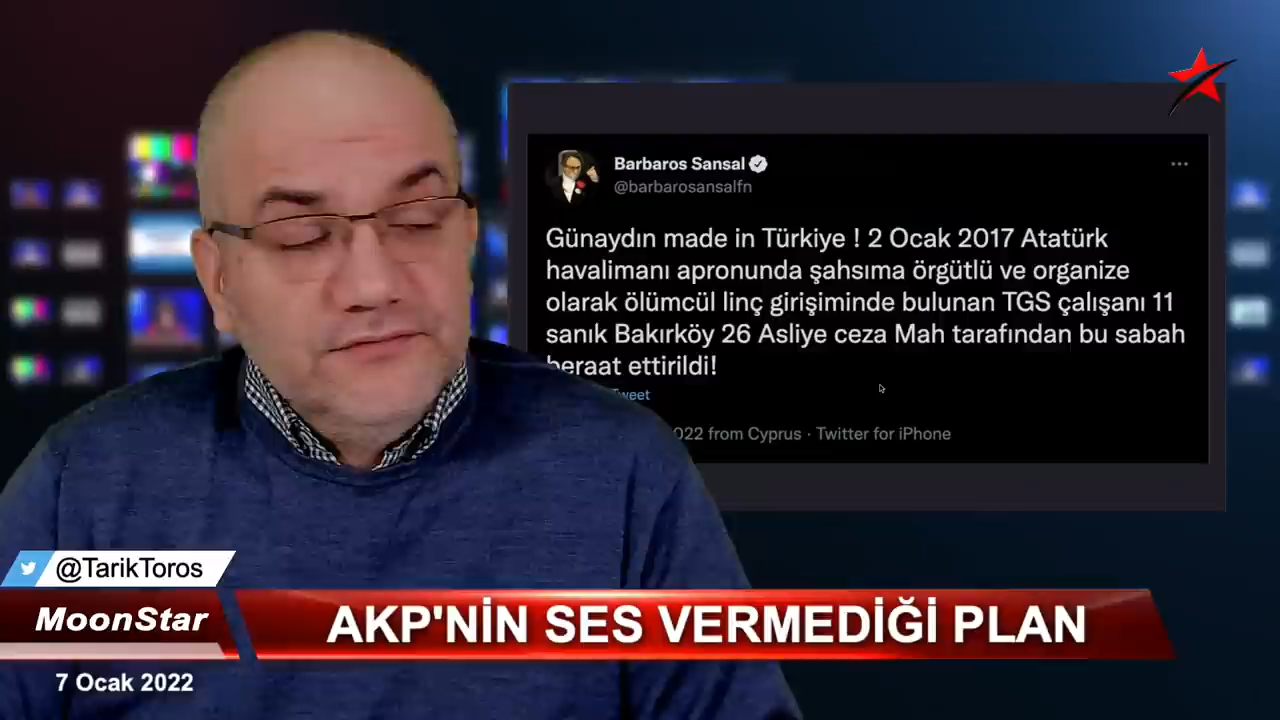 Barbaros Sansal
@barbarosansalfn
Günaydın made in Türkiye ! 2 Ocak 2017 Atatürk
havalimanı apronunda şahsıma örgütlü ve organize
olarak ölümcül linç girişiminde bulunan TGS çalışanı 11
sanık Bakırköy 26 Asliye ceza Mah tarafından bu sabah
beraat ettirildi!
Tweet
022 from Cyprus · Twitter for iPhone
@TarikToros
MoonStar
AKP'NİN SES VERMEDİĞİ PLAN
7 Ocak 2022